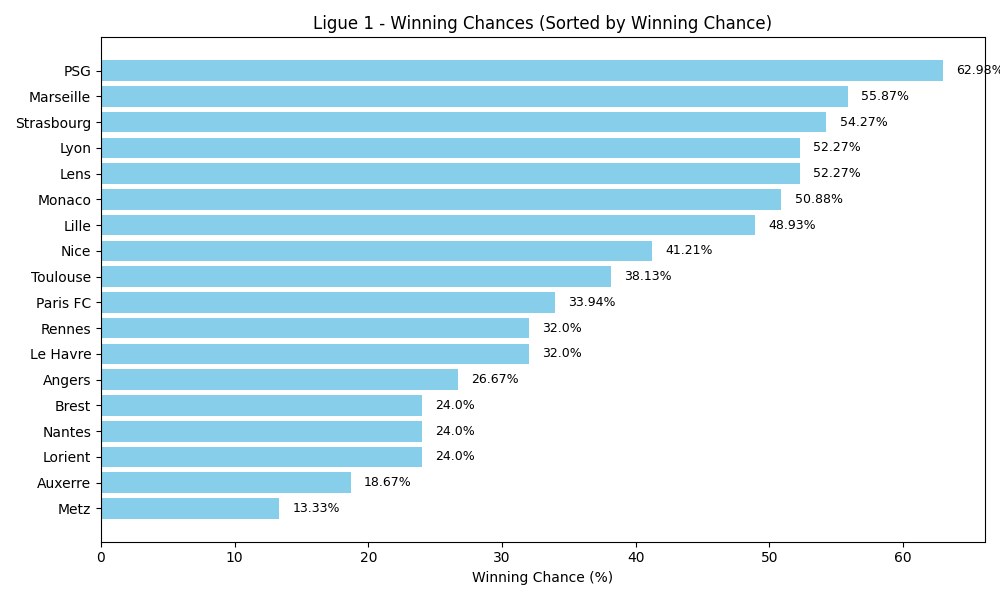 Ligue 1 - Winning Chances (Sorted by Winning Chance)
PSG 62.98%
Marseille 55.87%
Strasbourg 54.27%
Lyon 52.27%
Lens 52.27%
Monaco 50.88%
Lille 48.93%
Nice 41.21%
Toulouse 38.13%
Paris FC 33.94%
Rennes 32.0%
Le Havre 32.0%
Angers 26.67%
Brest 24.0%
Nantes 24.0%
Lorient 24.0%
Auxerre 18.67%
Metz 13.33%
0 10 20 30 40 50 60
Winning Chance (%)